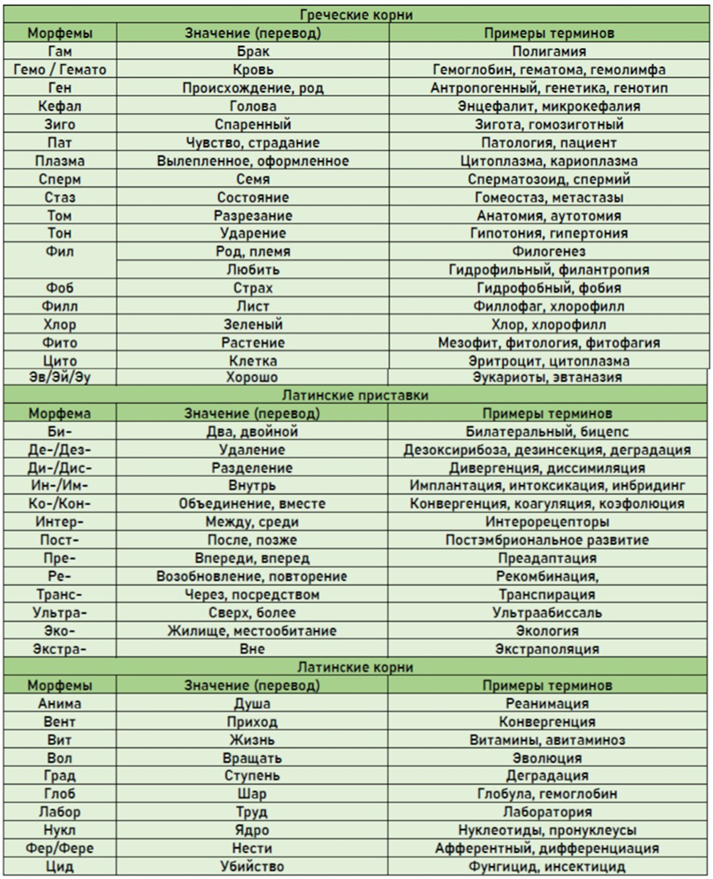 Греческие корни
Морфемы Значение (перевод) Примеры терминов
Гам Брак Полигамия
Гемо / Гемато Кровь Гемоглобин, гематома, гемолимфа
Ген Происхождение, род Антропогенный, генетика, генотип
Кефал Голова Энцефалит, микрокефалия
Зиго Спаренный Зигота, гомозиготный
Пат Чувство, страдание Патология, пациент
Плазма Вылепленное, оформленное Цитоплазма, кариоплазма
Сперм Семя Сперматозоид, спермий
Стаз Состояние Гомеостаз, метастазы
Том Разрезание Анатомия, аутотомия
Тон Ударение Гипотония, гипертония
Фил Род, племя Филогенез
Любить Гидрофильный, филантропия
Фоб Страх Гидрофобный, фобия
Филл Лист Филлофаг, хлорофилл
Хлор Зеленый Хлор, хлорофилл
Фито Растение Мезофит, фитология, фитофагия
Цито Клетка Эритроцит, цитоплазма
Эв/Эй/Эу Хорошо Эукариоты, эвтаназия
Латинские приставки
Морфема Значение (перевод) Примеры терминов
Би- Два, двойной Билатеральный, бицепс
Де-/Дез- Удаление Дезоксирибоза, дезинсекция, деградация
Ди-/Дис- Разделение Дивергенция, диссимиляция
Ин-/Им- Внутрь Имплантация, интоксикация, инбридинг
Ко-/Кон- Объединение, вместе Конвергенция, коагуляция, коэфолюция
Интер- Между, среди Интерорецепторы
Пост- После, позже Постэмбриональное развитие
Пре- Впереди, вперед Преадаптация
Ре- Возобновление, повторение Рекомбинация,
Транс- Через, посредством Транспирация
Ультра- Сверх, более Ультраабиссаль
Эко- Жилище, местообитание Экология
Экстра- Вне Экстраполяция
Латинские корни
Морфемы Значение (перевод) Примеры терминов
Анима Душа Реанимация
Вент Приход Конвергенция
Вит Жизнь Витамины, авитаминоз
Вол Вращать Эволюция
Град Ступень Деградация
Глоб Шар Глобула, гемоглобин
Лабор Труд Лаборатория
Нукл Ядро Нуклеотиды, пронуклеусы
Фер/Фере Нести Афферентный, дифференциация
Цид Убийство Фунгицид, инсектицид